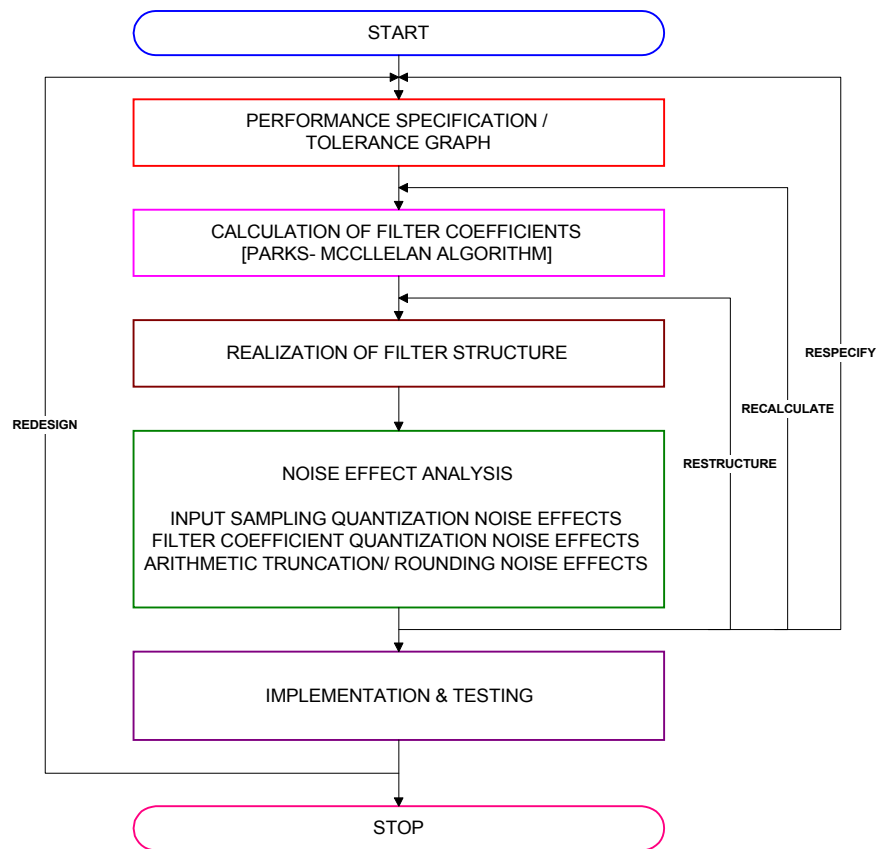 START
PERFORMANCE SPECIFICATION /
TOLERANCE GRAPH
CALCULATION OF FILTER COEFFICIENTS
[PARKS- MCCLLELAN ALGORITHM]
REALIZATION OF FILTER STRUCTURE
RESPECIFY
RECALCULATE
REDESIGN
RESTRUCTURE
NOISE EFFECT ANALYSIS
INPUT SAMPLING QUANTIZATION NOISE EFFECTS
FILTER COEFFICIENT QUANTIZATION NOISE EFFECTS
ARITHMETIC TRUNCATION/ ROUNDING NOISE EFFECTS
IMPLEMENTATION & TESTING
STOP